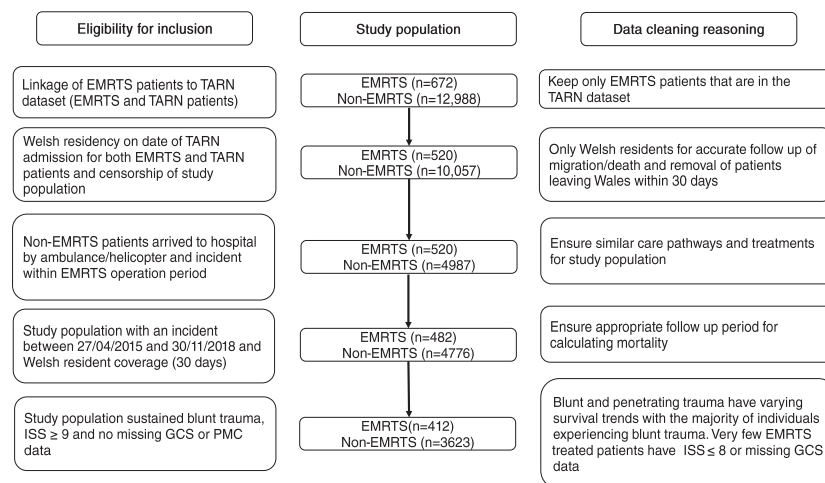 Eligibility for inclusion
Study population
Data cleaning reasoning
Linkage of EMRTS patients to TARN
dataset (EMRTS and TARN patients)
EMRTS (n=672)
Non-EMRTS (n=12,988)
Keep only EMRTS patients that are in the
TARN dataset
Welsh residency on date of TARN
admission for both EMRTS and TARN
patients and censorship of study
population
EMRTS (n=520)
Non-EMRTS (n=10,057)
Only Welsh residents for accurate follow up of
migration/death and removal of patients
leaving Wales within 30 days
Non-EMRTS patients arrived to hospital
by ambulance/helicopter and incident
within EMRTS operation period
EMRTS (n=520)
Non-EMRTS (n=4987)
Ensure similar care pathways and treatments
for study population
Study population with an incident
between 27/04/2015 and 30/11/2018 and
Welsh resident coverage (30 days)
EMRTS (n=482)
Non-EMRTS (n=4776)
Ensure appropriate follow up period for
calculating mortality
Study population sustained blunt trauma,
ISS ≥ 9 and no missing GCS or PMC
data
EMRTS(n=412)
Non-EMRTS (n=3623)
Blunt and penetrating trauma have varying
survival trends with the majority of individuals
experiencing blunt trauma. Very few EMRTS
treated patients have ISS ≤ 8 or missing GCS
data